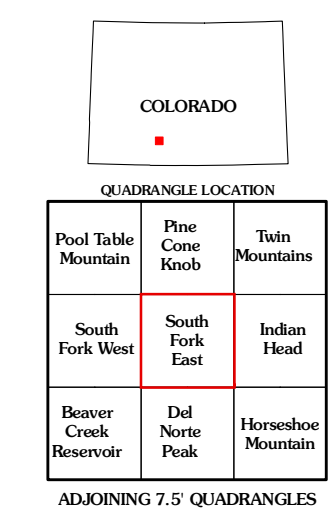 COLORADO
QUADRANGLE LOCATION
Pool Table
Mountain
Pine
Cone
Knob
Twin
Mountains
South
Fork West
South
Fork
East
Indian
Head
Beaver
Creek
Reservoir
Del
Norte
Peak
Horseshoe
Mountain
ADJOINING 7.5' QUADRANGLES